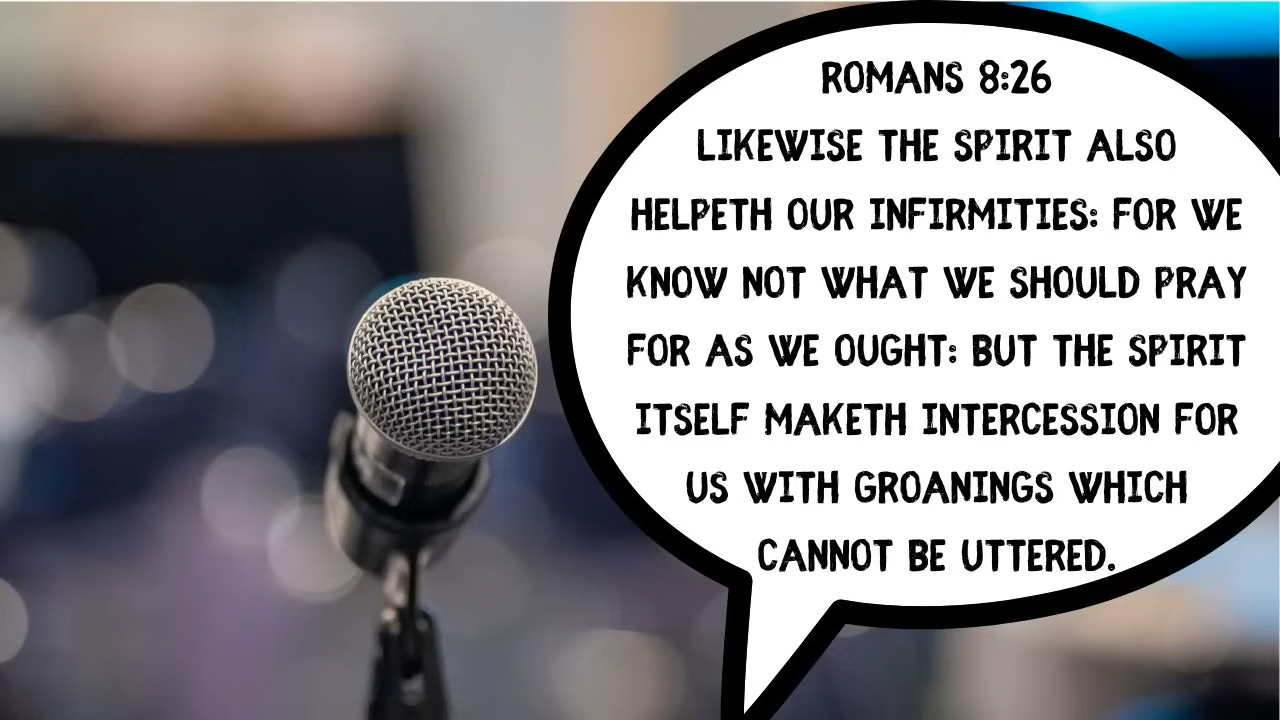 ROMANS 8:26
LIKEWISE THE SPIRIT ALSO
HELPETH OUR INFIRMITIES: FOR WE
KNOW NOT WHAT WE SHOULD PRAY
FOR AS WE OUGHT: BUT THE SPIRIT
ITSELF MAKETH INTERCESSION FOR
US WITH GROANINGS WHICH
CANNOT BE UTTERED.